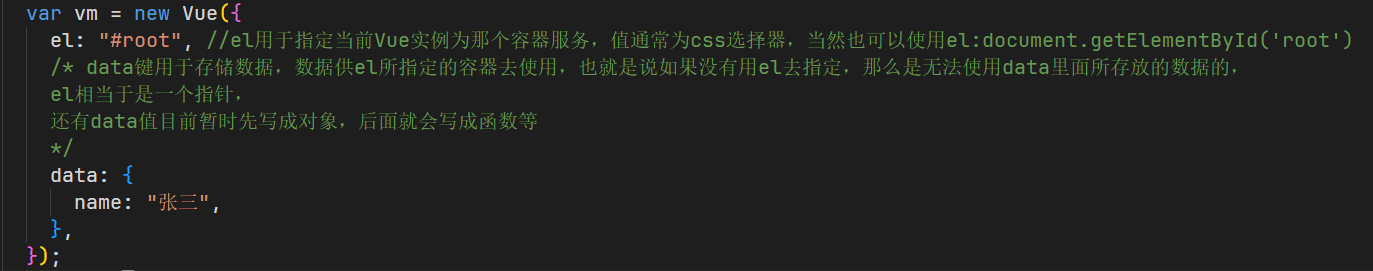 var vm = new Vue({
el: "#root", //el用于指定当前Vue实例为那个容器服务，值通常为css选择器，当然也可以使用el:document.getElementById('root')
/* data键用于存储数据，数据供el所指定的容器去使用，也就是说如果没有用el去指定，那么是无法使用data里面所存放的数据的，
el相当于是一个指针，
还有data值目前暂时先写成对象，后面就会写成函数等
*/
data: {
name: "张三",
},
});